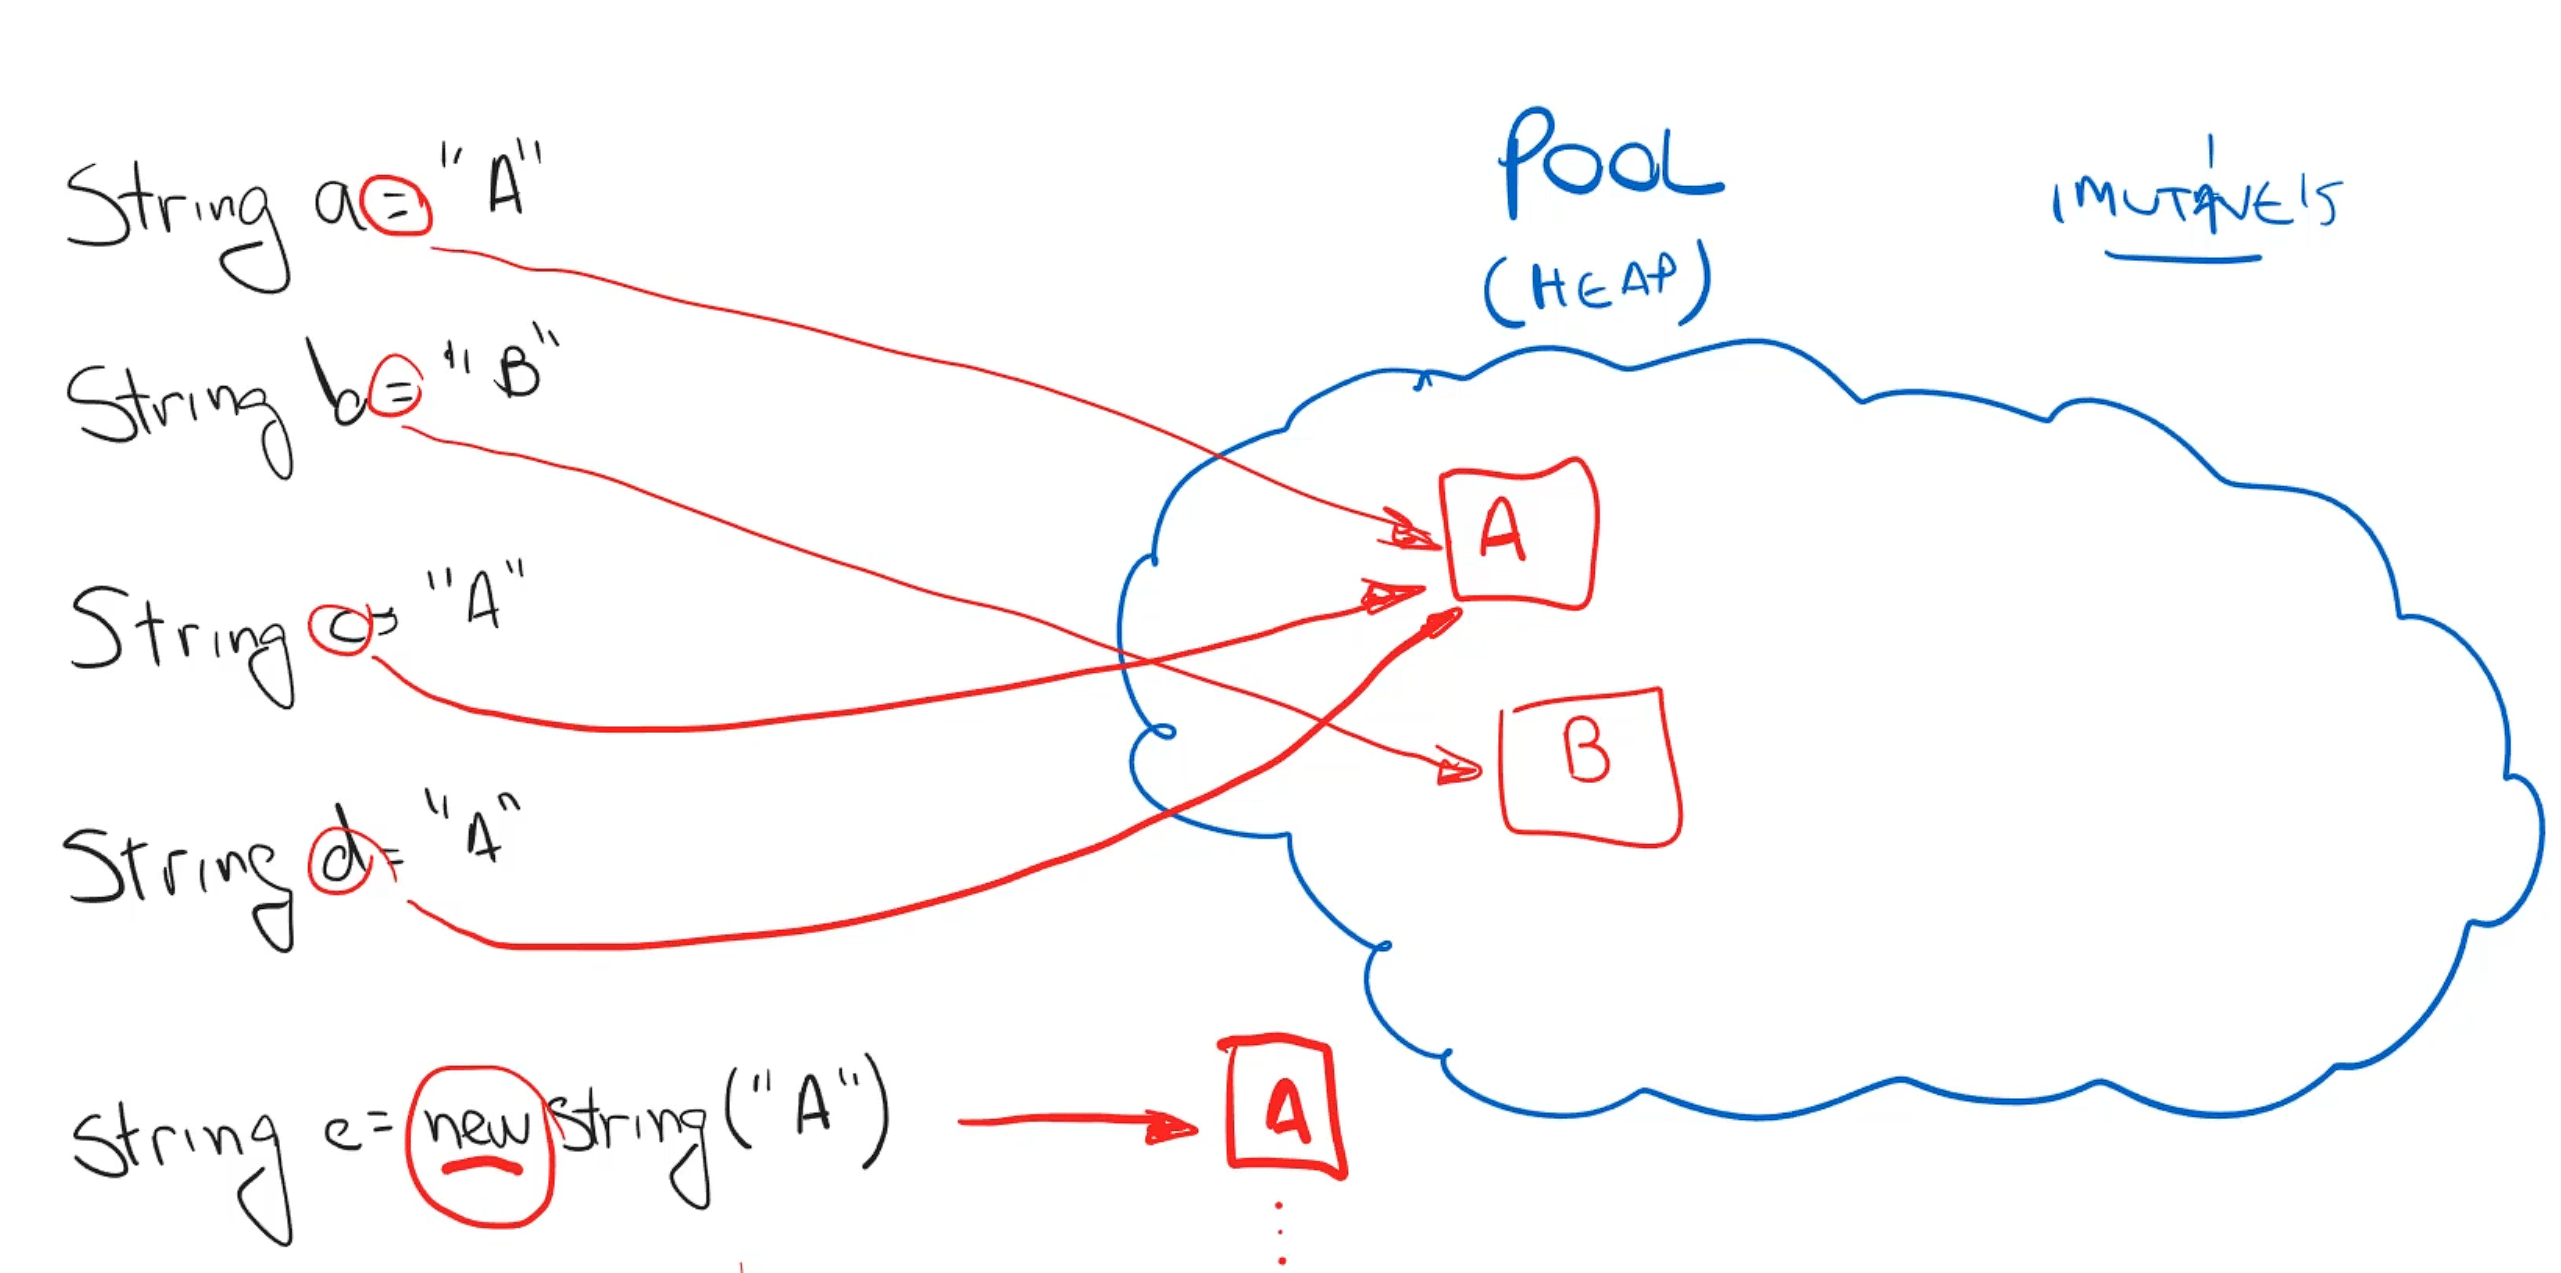 String a = "A"
String b = "B"
String c = "A"
String d = "A"
String e = new String("A")
A
POOL
(HEAP)
IMUTÁVEIS
A
B